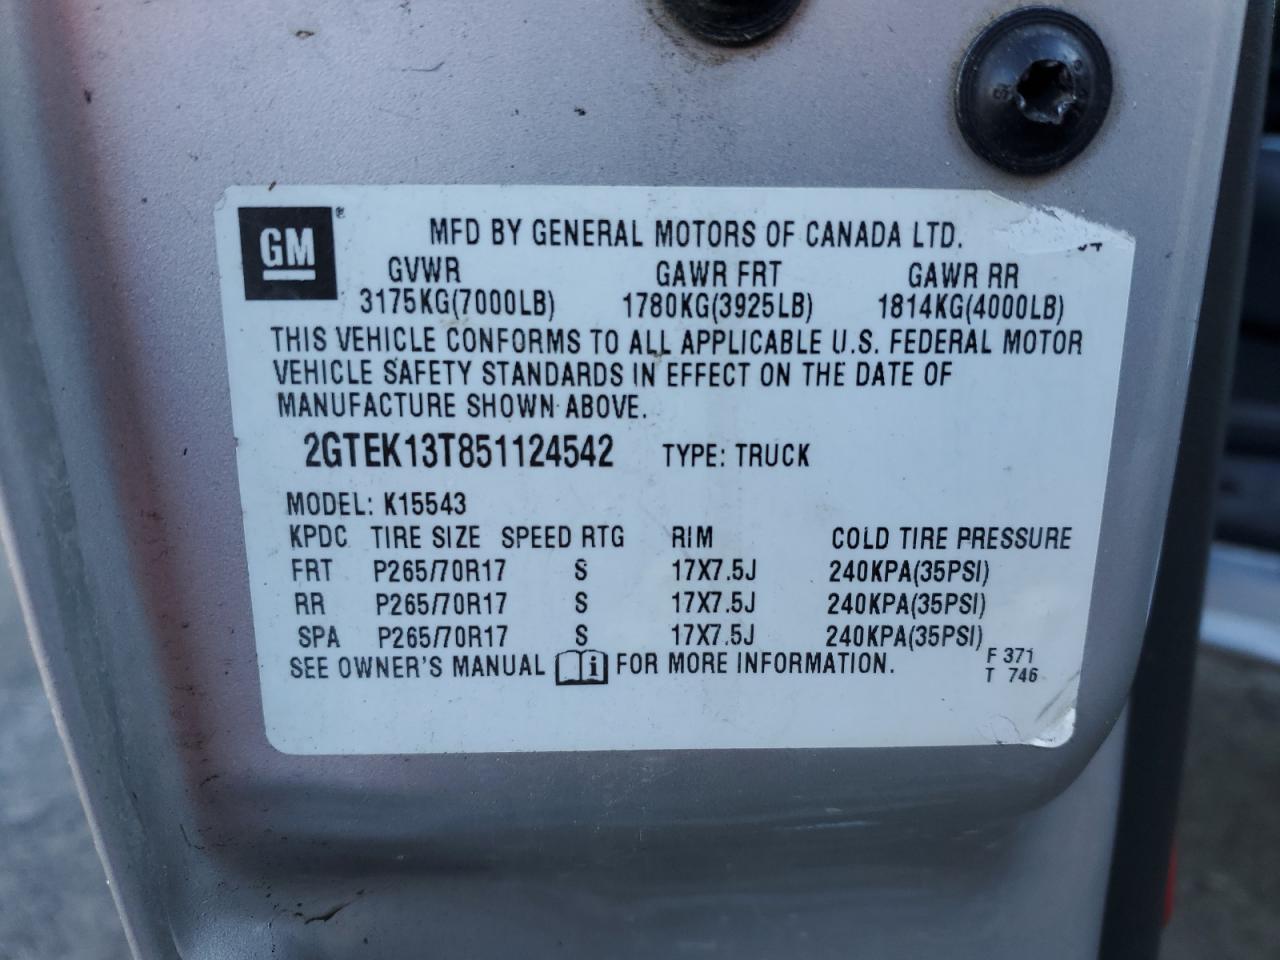 GM ®
MFD BY GENERAL MOTORS OF CANADA LTD.
GVWR GAWR FRT GAWR RR
3175KG(7000LB) 1780KG(3925LB) 1814KG(4000LB)
THIS VEHICLE CONFORMS TO ALL APPLICABLE U.S. FEDERAL MOTOR
VEHICLE SAFETY STANDARDS IN EFFECT ON THE DATE OF
MANUFACTURE SHOWN ABOVE.
2GTEK13T851124542 TYPE: TRUCK
MODEL: K15543
KPDC TIRE SIZE SPEED RTG RIM COLD TIRE PRESSURE
FRT P265/70R17 S 17X7.5J 240KPA(35PSI)
RR P265/70R17 S 17X7.5J 240KPA(35PSI)
SPA P265/70R17 S 17X7.5J 240KPA(35PSI)
SEE OWNER'S MANUAL i FOR MORE INFORMATION.
F 371
T 746